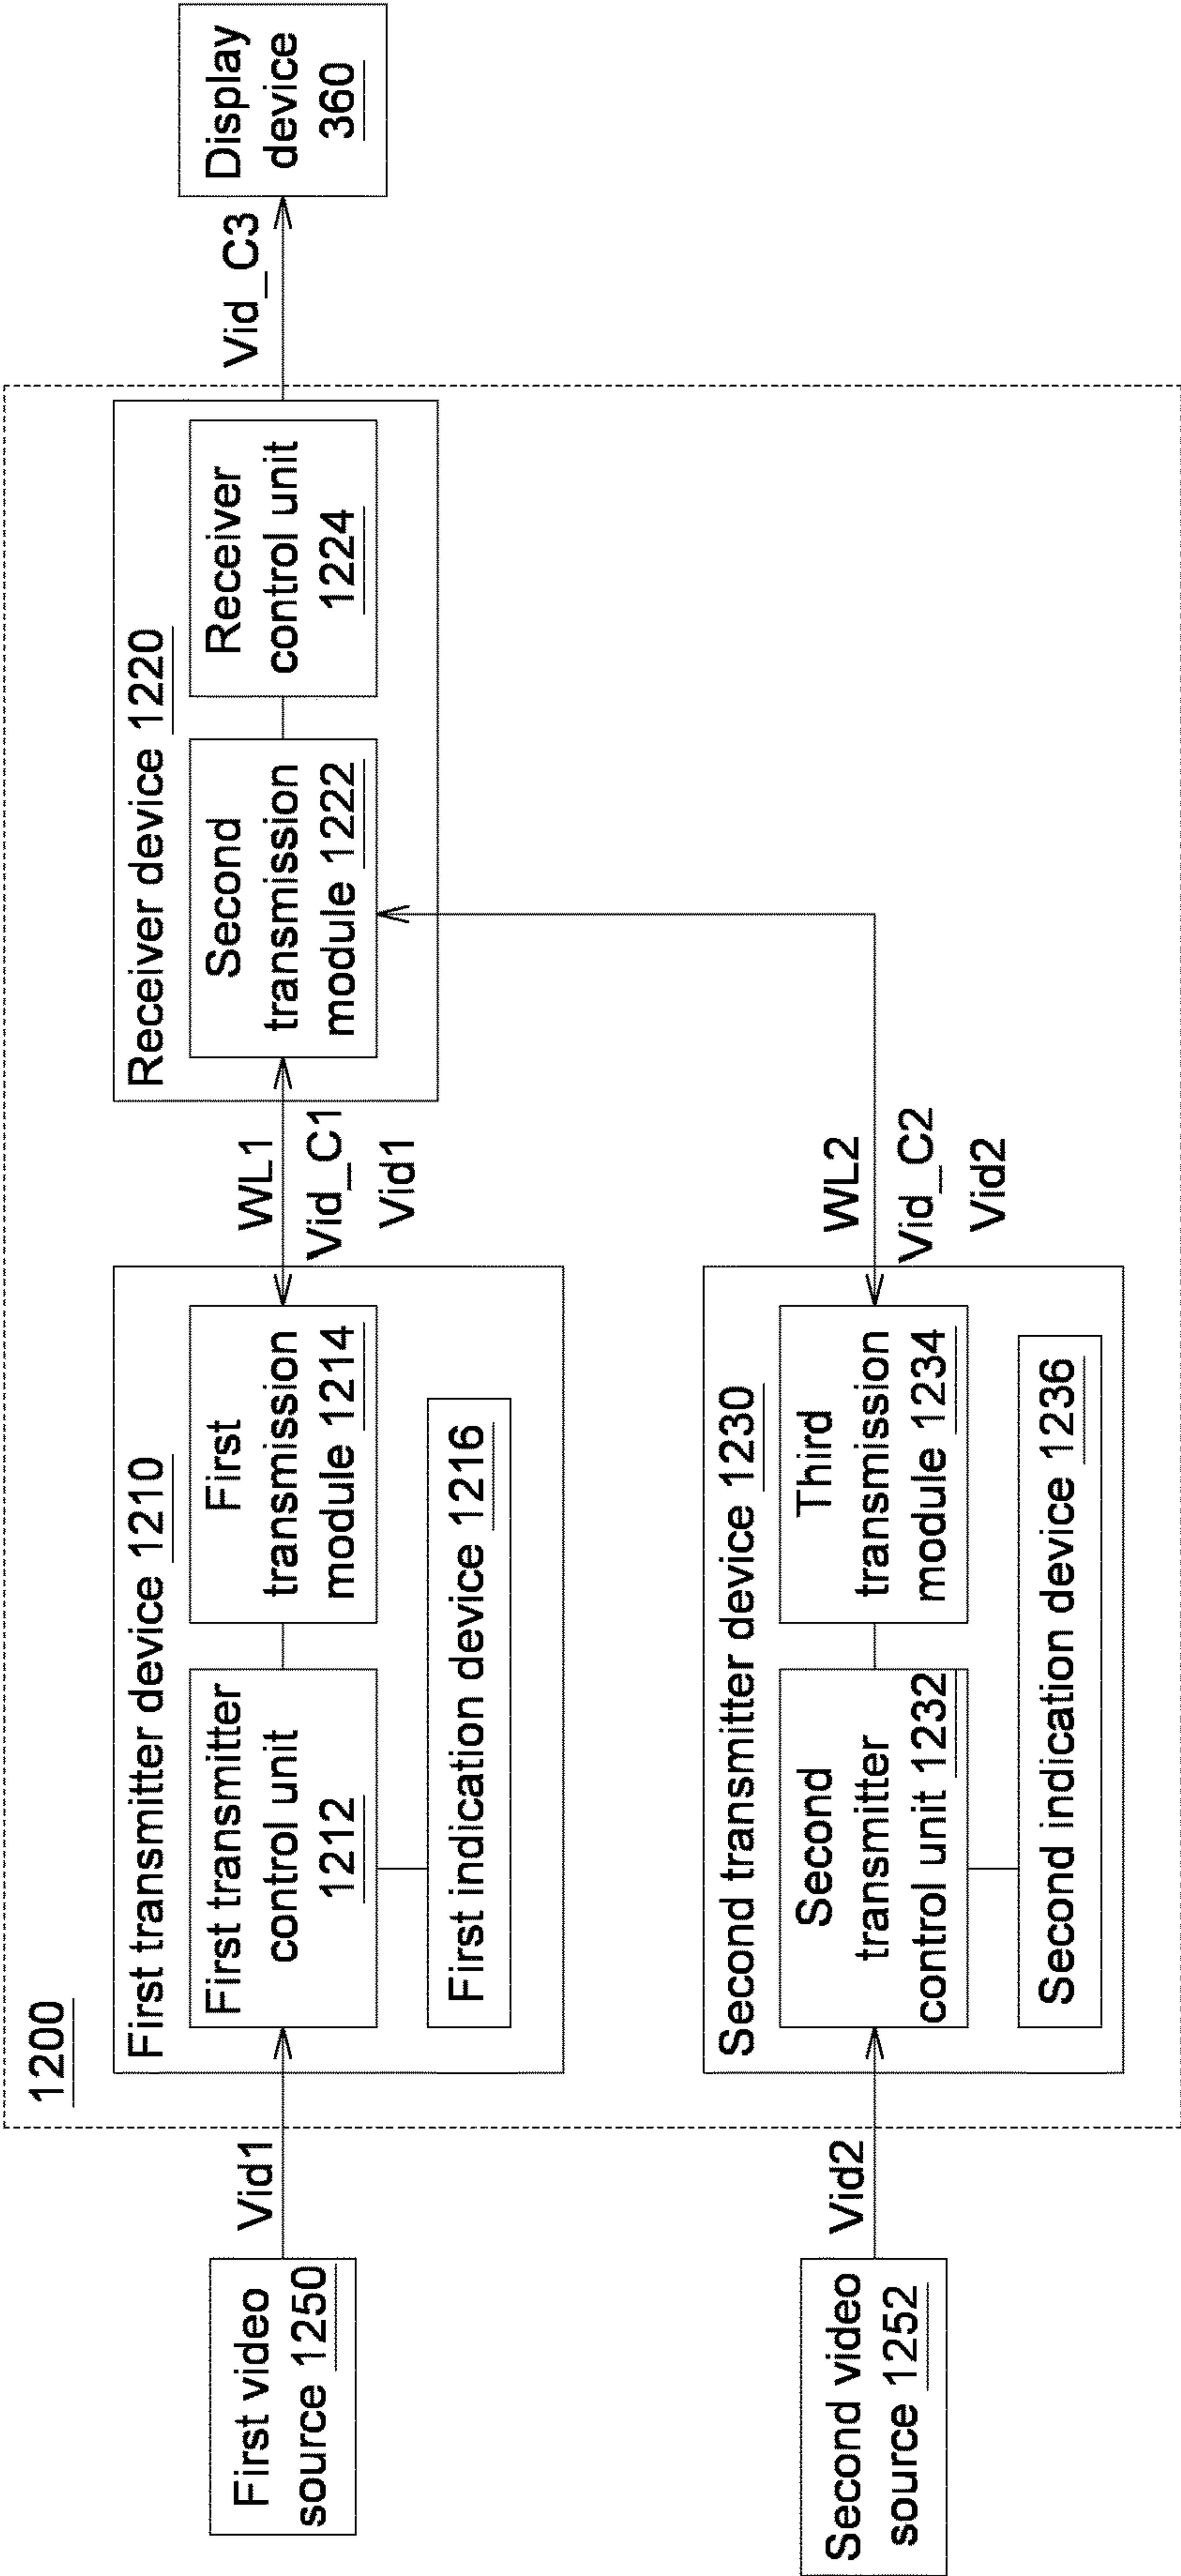 1200
First video
source 1250
Vid1
First transmitter device 1210
First transmitter
control unit
1212
First
transmission
module 1214
First indication device 1216
WL1
Vid_C1
Vid1
Receiver device 1220
Second
transmission
module 1222
Receiver
control unit
1224
Vid_C3
Display
device
360
Second video
source 1252
Vid2
Second transmitter device 1230
Second
transmitter
control unit 1232
Third
transmission
module 1234
Second indication device 1236
WL2
Vid_C2
Vid2